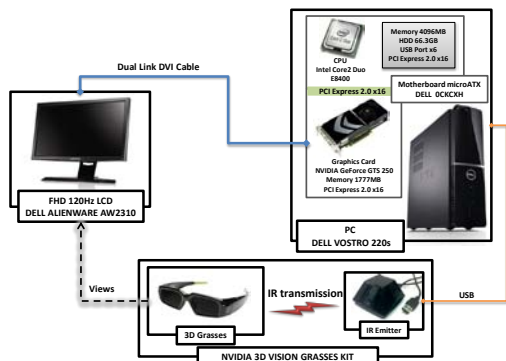 Memory 4096MB
HDD 66.3GB
USB Port x6
PCI Express 2.0 x16
CPU
Intel Core2 Duo
E8400
Dual Link DVI Cable
PCI Express 2.0 x16
Motherboard microATX
DELL 0CKCXH
Graphics Card
NVIDIA GeForce GTS 250
Memory 1777MB
PCI Express 2.0 x16
FHD 120Hz LCD
DELL ALIENWARE AW2310
PC
DELL VOSTRO 220s
Views
IR transmission
USB
3D Grasses
IR Emitter
NVIDIA 3D VISION GRASSES KIT